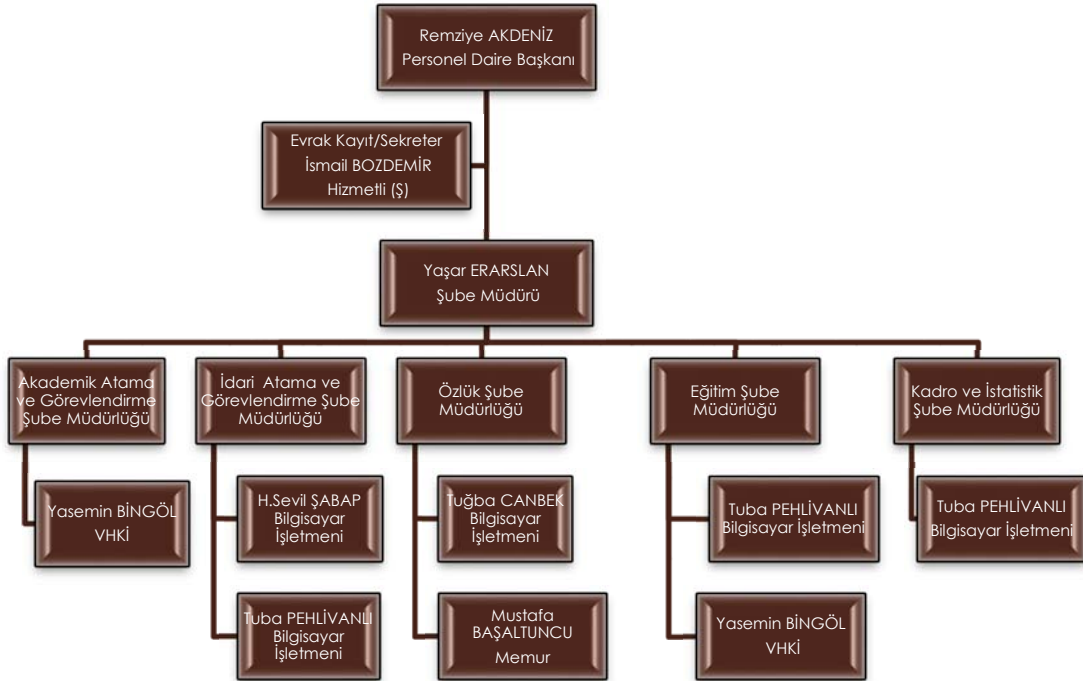 Remziye AKDENİZ
Personel Daire Başkanı
Evrak Kayıt/Sekreter
İsmail BOZDEMİR
Hizmetli (Ş)
Yaşar ERARSLAN
Şube Müdürü
Akademik Atama
ve Görevlendirme
Şube Müdürlüğü
İdari Atama ve
Görevlendirme Şube
Müdürlüğü
Özlük Şube
Müdürlüğü
Eğitim Şube
Müdürlüğü
Kadro ve İstatistik
Şube Müdürlüğü
Yasemin BİNGÖL
VHKİ
H.Sevil ŞABAP
Bilgisayar
İşletmeni
Tuğba CANBEK
Bilgisayar
İşletmeni
Tuba PEHLİVANLI
Bilgisayar İşletmeni
Tuba PEHLİVANLI
Bilgisayar İşletmeni
Tuba PEHLİVANLI
Bilgisayar
İşletmeni
Mustafa
BAŞALTUNCU
Memur
Yasemin BİNGÖL
VHKİ